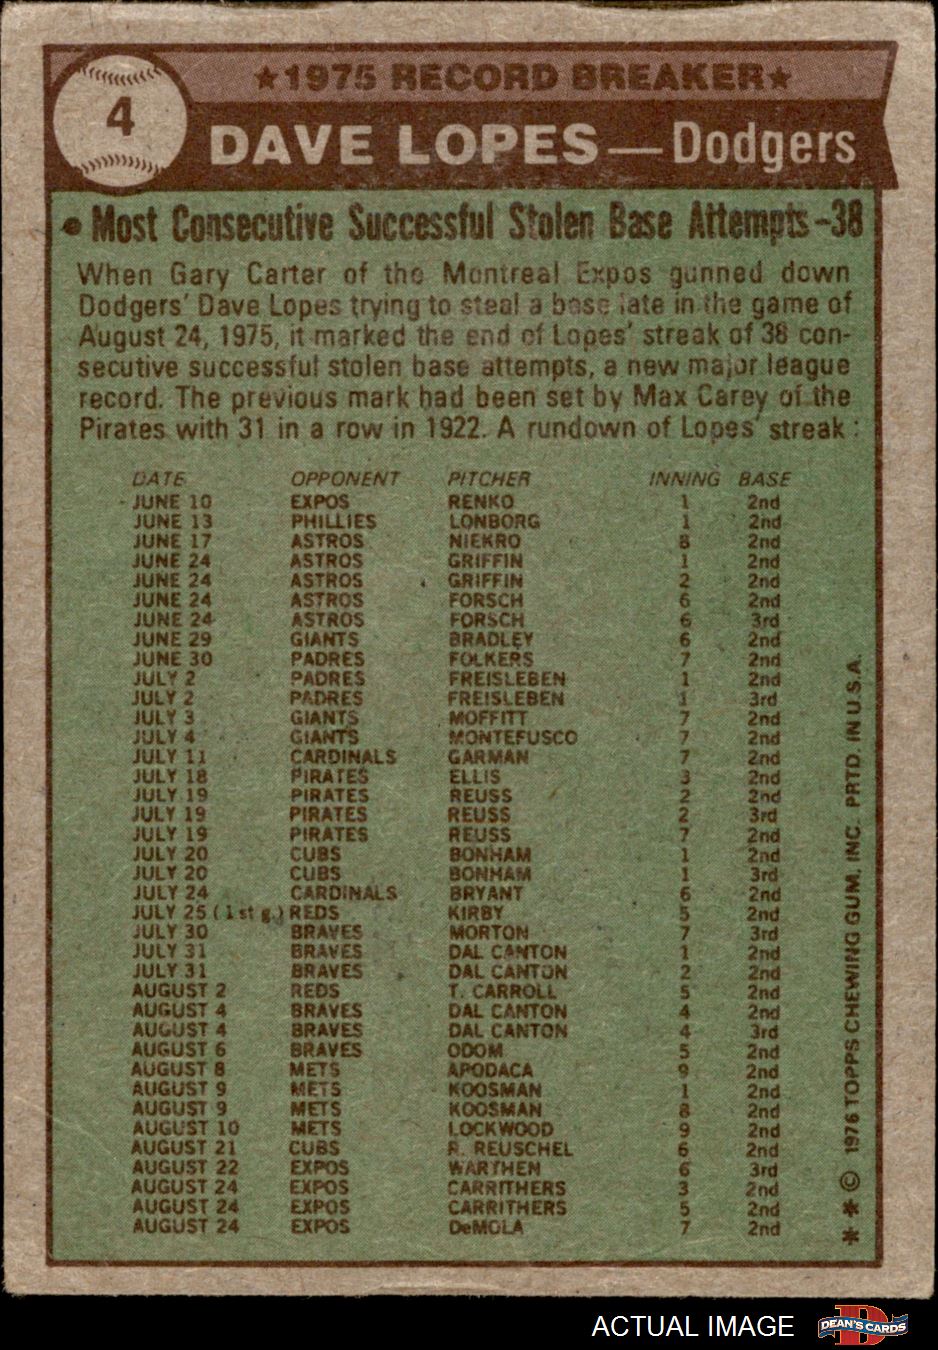 ★1975 RECORD BREAKER★
4
DAVE LOPES — Dodgers
• Most Consecutive Successful Stolen Base Attempts-38
When Gary Carter of the Montreal Expos gunned down
Dodgers' Dave Lopes trying to steal a base late in the game of
August 24, 1975, it marked the end of Lopes' streak of 38 con-
secutive successful stolen base attempts, a new major league
record. The previous mark had been set by Max Carey of the
Pirates with 31 in a row in 1922. A rundown of Lopes' streak:
DATE OPPONENT PITCHER INNING BASE
JUNE 10 EXPOS RENKO 1 2nd
JUNE 13 PHILLIES LONBORG 1 2nd
JUNE 17 ASTROS NIEKRO 8 2nd
JUNE 24 ASTROS GRIFFIN 1 2nd
JUNE 24 ASTROS GRIFFIN 2 2nd
JUNE 24 ASTROS FORSCH 6 2nd
JUNE 24 ASTROS FORSCH 6 3rd
JUNE 29 GIANTS BRADLEY 6 2nd
JUNE 30 PADRES FOLKERS 7 2nd
JULY 2 PADRES FREISLEBEN 1 2nd
JULY 2 PADRES FREISLEBEN 1 3rd
JULY 3 GIANTS MOFFITT 7 2nd
JULY 4 GIANTS MONTEFUSCO 7 2nd
JULY 11 CARDINALS GARMAN 7 2nd
JULY 18 PIRATES ELLIS 3 2nd
JULY 19 PIRATES REUSS 2 2nd
JULY 19 PIRATES REUSS 2 3rd
JULY 19 PIRATES REUSS 7 2nd
JULY 20 CUBS BONHAM 1 2nd
JULY 20 CUBS BONHAM 1 3rd
JULY 24 CARDINALS BRYANT 6 2nd
JULY 25 (1st g.) REDS KIRBY 5 2nd
JULY 30 BRAVES MORTON 7 3rd
JULY 31 BRAVES DAL CANTON 1 2nd
JULY 31 BRAVES DAL CANTON 2 2nd
AUGUST 2 REDS T. CARROLL 5 2nd
AUGUST 4 BRAVES DAL CANTON 4 2nd
AUGUST 4 BRAVES DAL CANTON 4 3rd
AUGUST 6 BRAVES ODOM 5 2nd
AUGUST 8 METS APODACA 9 2nd
AUGUST 9 METS KOOSMAN 1 2nd
AUGUST 9 METS KOOSMAN 8 2nd
AUGUST 10 METS LOCKWOOD 9 2nd
AUGUST 21 CUBS R. REUSCHEL 6 2nd
AUGUST 22 EXPOS WARTHEN 6 3rd
AUGUST 24 EXPOS CARRITHERS 3 2nd
AUGUST 24 EXPOS CARRITHERS 5 2nd
AUGUST 24 EXPOS DeMOLA 7 2nd
* * © 1976 TOPPS CHEWING GUM, INC. PRTD. IN U.S.A.
ACTUAL IMAGE
DEAN'S CARDS